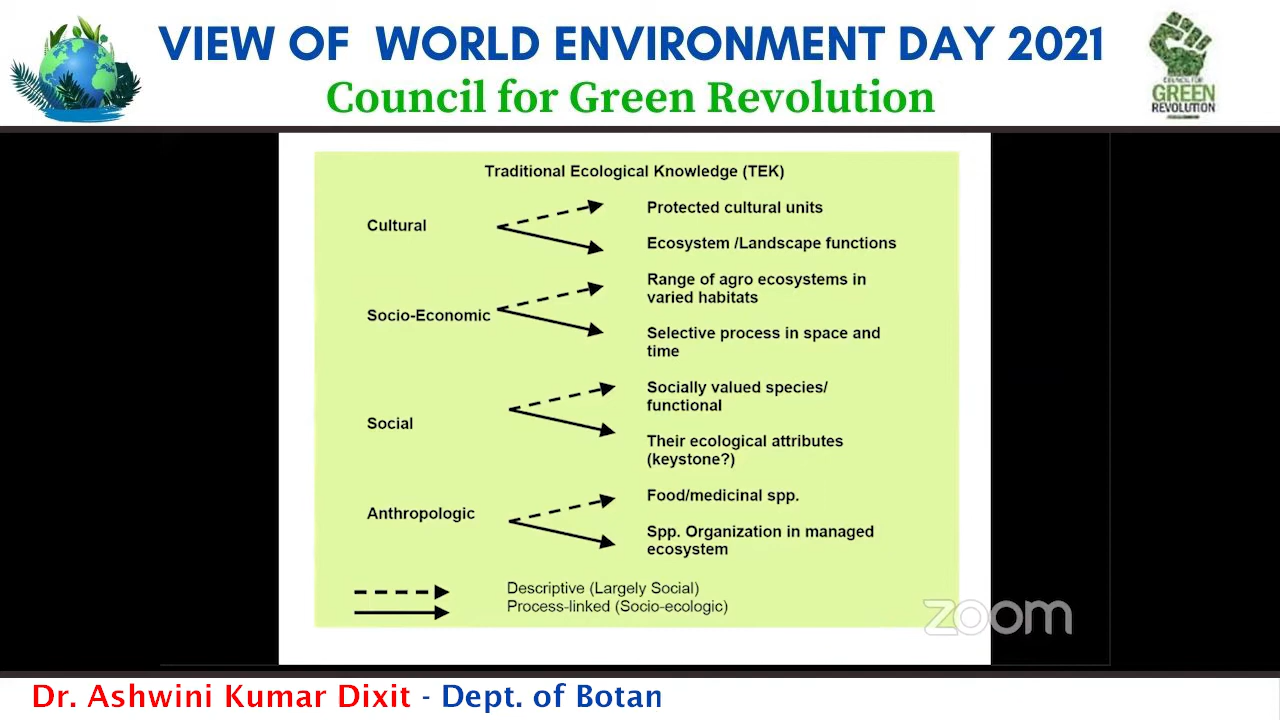 VIEW OF WORLD ENVIRONMENT DAY 2021
Council for Green Revolution
COUNCIL FOR
GREEN
REVOLUTION
Traditional Ecological Knowledge (TEK)
Cultural
Protected cultural units
Ecosystem /Landscape functions
Socio-Economic
Range of agro ecosystems in
varied habitats
Selective process in space and
time
Social
Socially valued species/
functional
Their ecological attributes
(keystone?)
Anthropologic
Food/medicinal spp.
Spp. Organization in managed
ecosystem
Descriptive (Largely Social)
Process-linked (Socio-ecologic)
zoom
Dr. Ashwini Kumar Dixit - Dept. of Botan